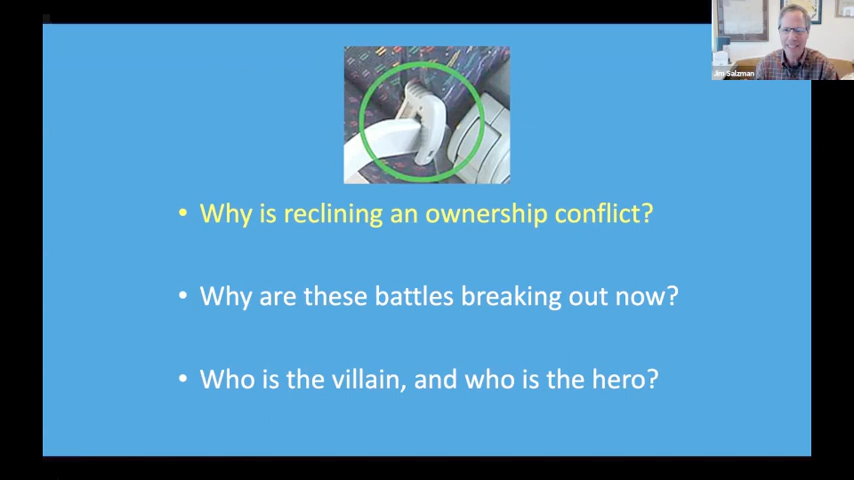 Jim Salzman
• Why is reclining an ownership conflict?
• Why are these battles breaking out now?
• Who is the villain, and who is the hero?